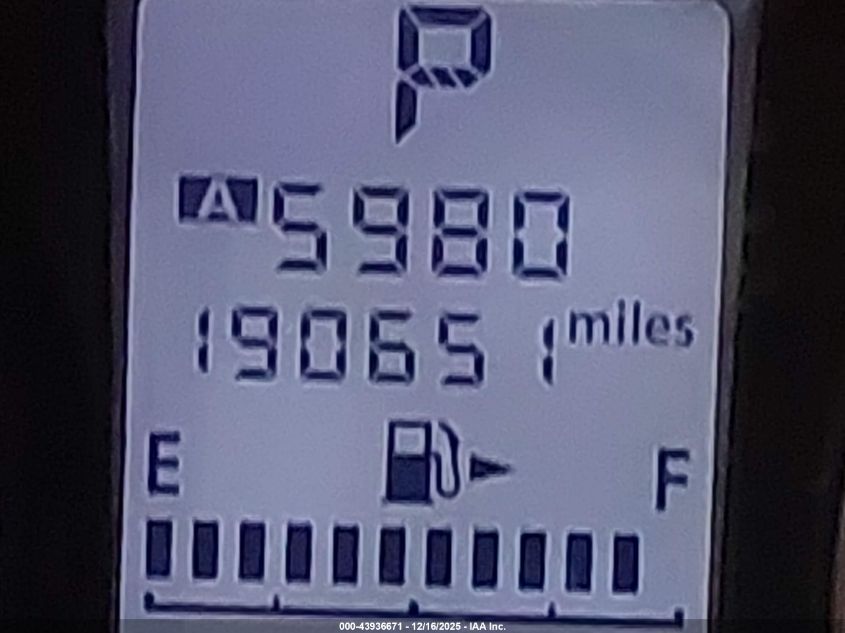 P
A 5980
190651 miles
E F
000-43936671 - 12/16/2025 - IAA Inc.